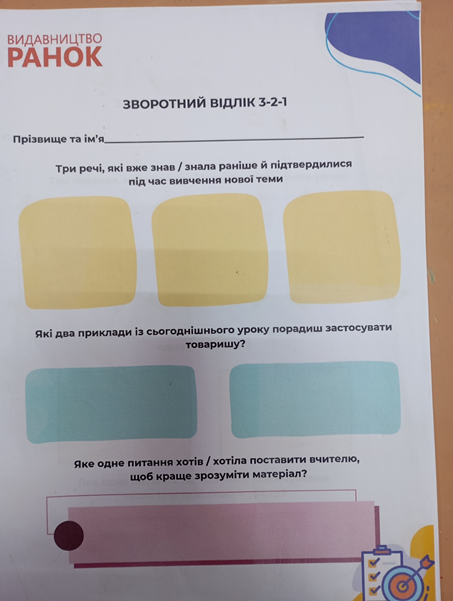 ВИДАВНИЦТВО
РАНОК
ЗВОРОТНИЙ ВІДЛІК 3-2-1
Прізвище та ім’я
Три речі, які вже знав / знала раніше й підтвердилися
під час вивчення нової теми
Які два приклади із сьогоднішнього уроку порадиш застосувати
товаришу?
Яке одне питання хотів / хотіла поставити вчителю,
щоб краще зрозуміти матеріал?